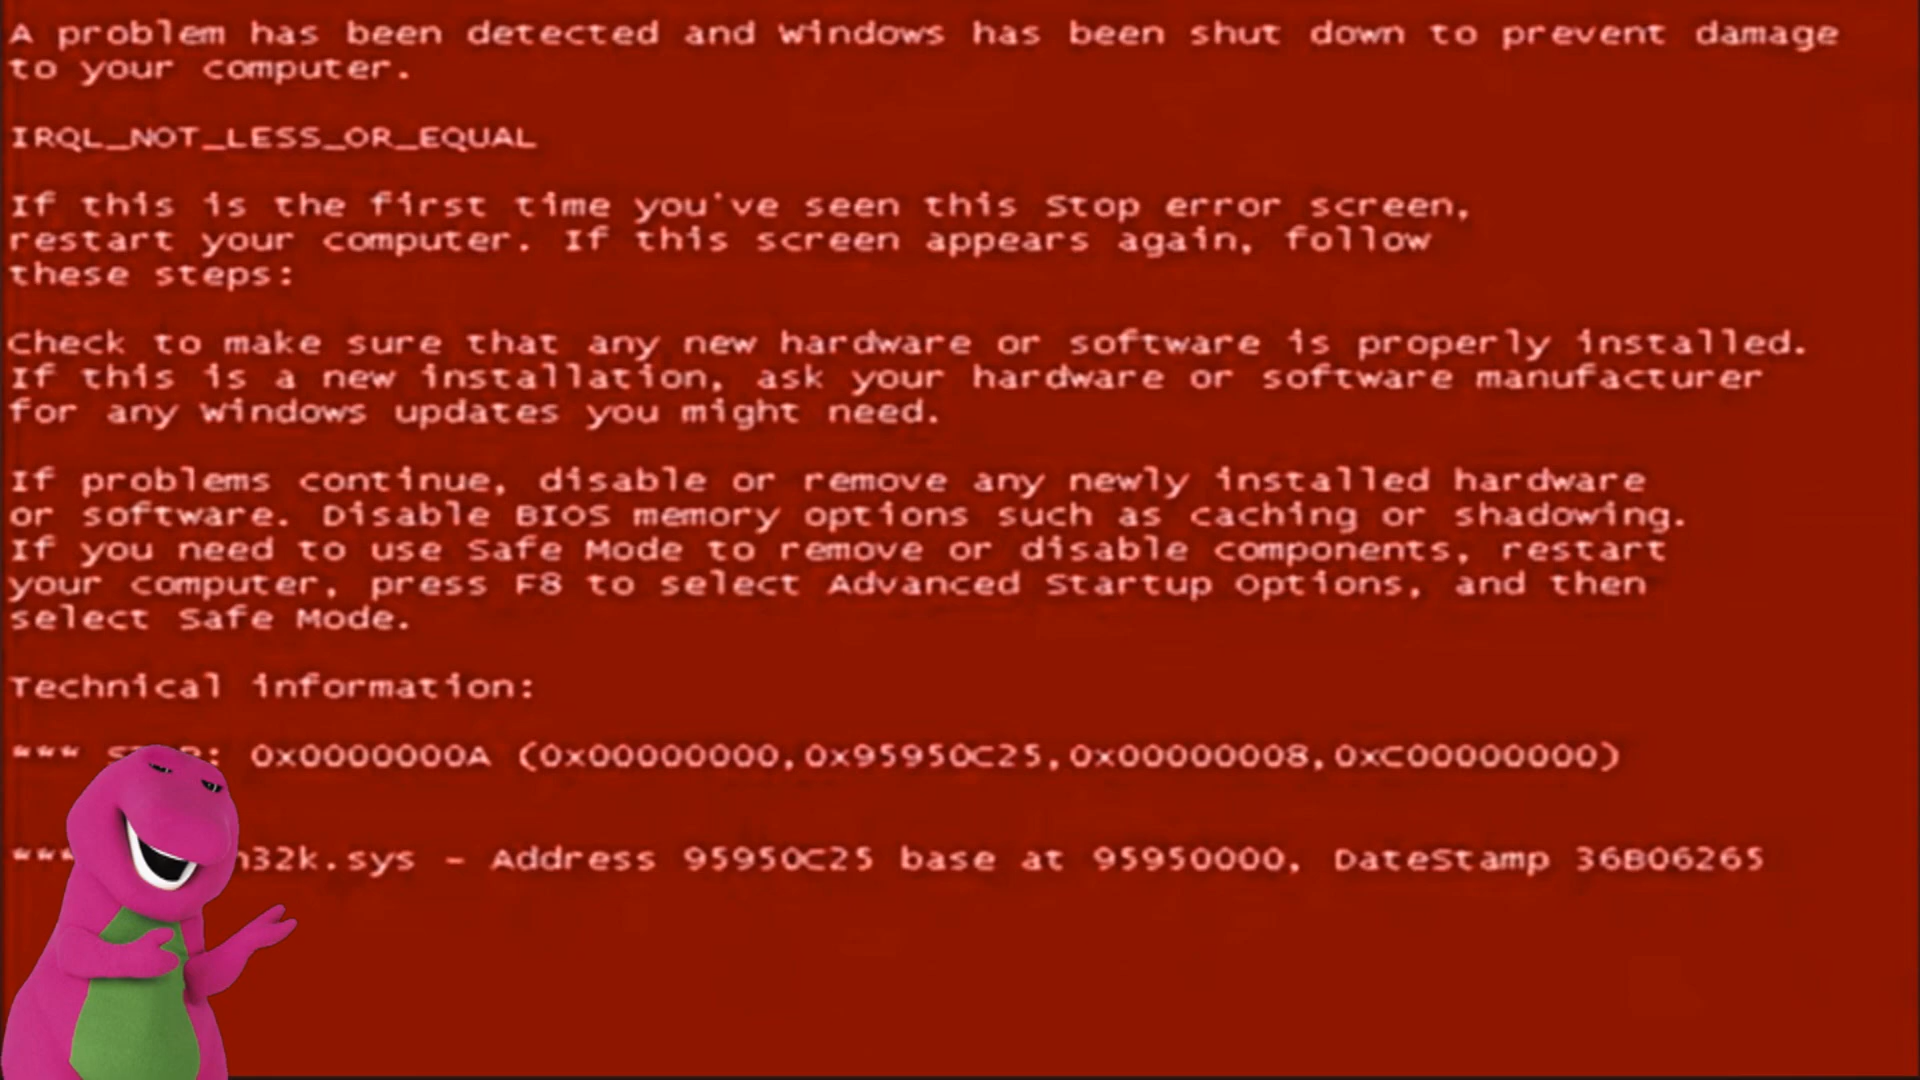 A problem has been detected and Windows has been shut down to prevent damage
to your computer.
IRQL_NOT_LESS_OR_EQUAL
If this is the first time you've seen this Stop error screen,
restart your computer. If this screen appears again, follow
these steps:
Check to make sure that any new hardware or software is properly installed.
If this is a new installation, ask your hardware or software manufacturer
for any Windows updates you might need.
If problems continue, disable or remove any newly installed hardware
or software. Disable BIOS memory options such as caching or shadowing.
If you need to use Safe Mode to remove or disable components, restart
your computer, press F8 to select Advanced Startup Options, and then
select Safe Mode.
Technical information:
*** 0x0000000A (0x00000000,0x95950C25,0x00000008,0xC00000000)
*** n32k.sys - Address 95950C25 base at 95950000, DateStamp 36B06265